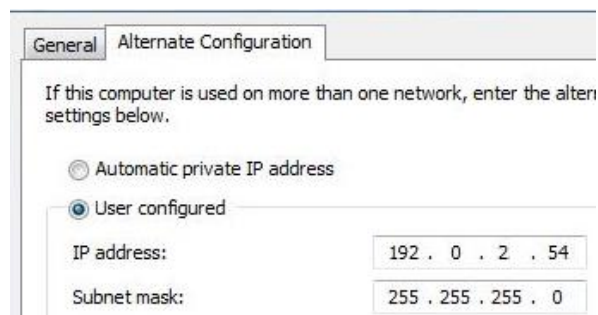 General
Alternate Configuration
If this computer is used on more than one network, enter the
settings below.
Automatic private IP address
User configured
IP address: 192 . 0 . 2 . 54
Subnet mask: 255 . 255 . 255 . 0